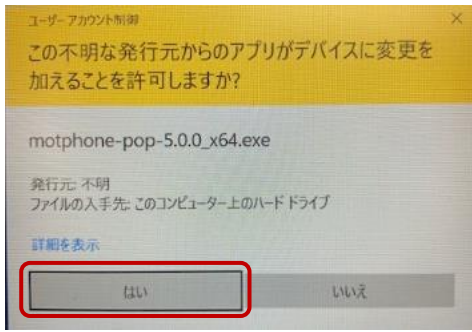 ユーザー アカウント制御
この不明な発行元からのアプリがデバイスに変更を
加えることを許可しますか?
motphone-pop-5.0.0_x64.exe
発行元: 不明
ファイルの入手先: このコンピューター上のハード ドライブ
詳細を表示
はい
いいえ